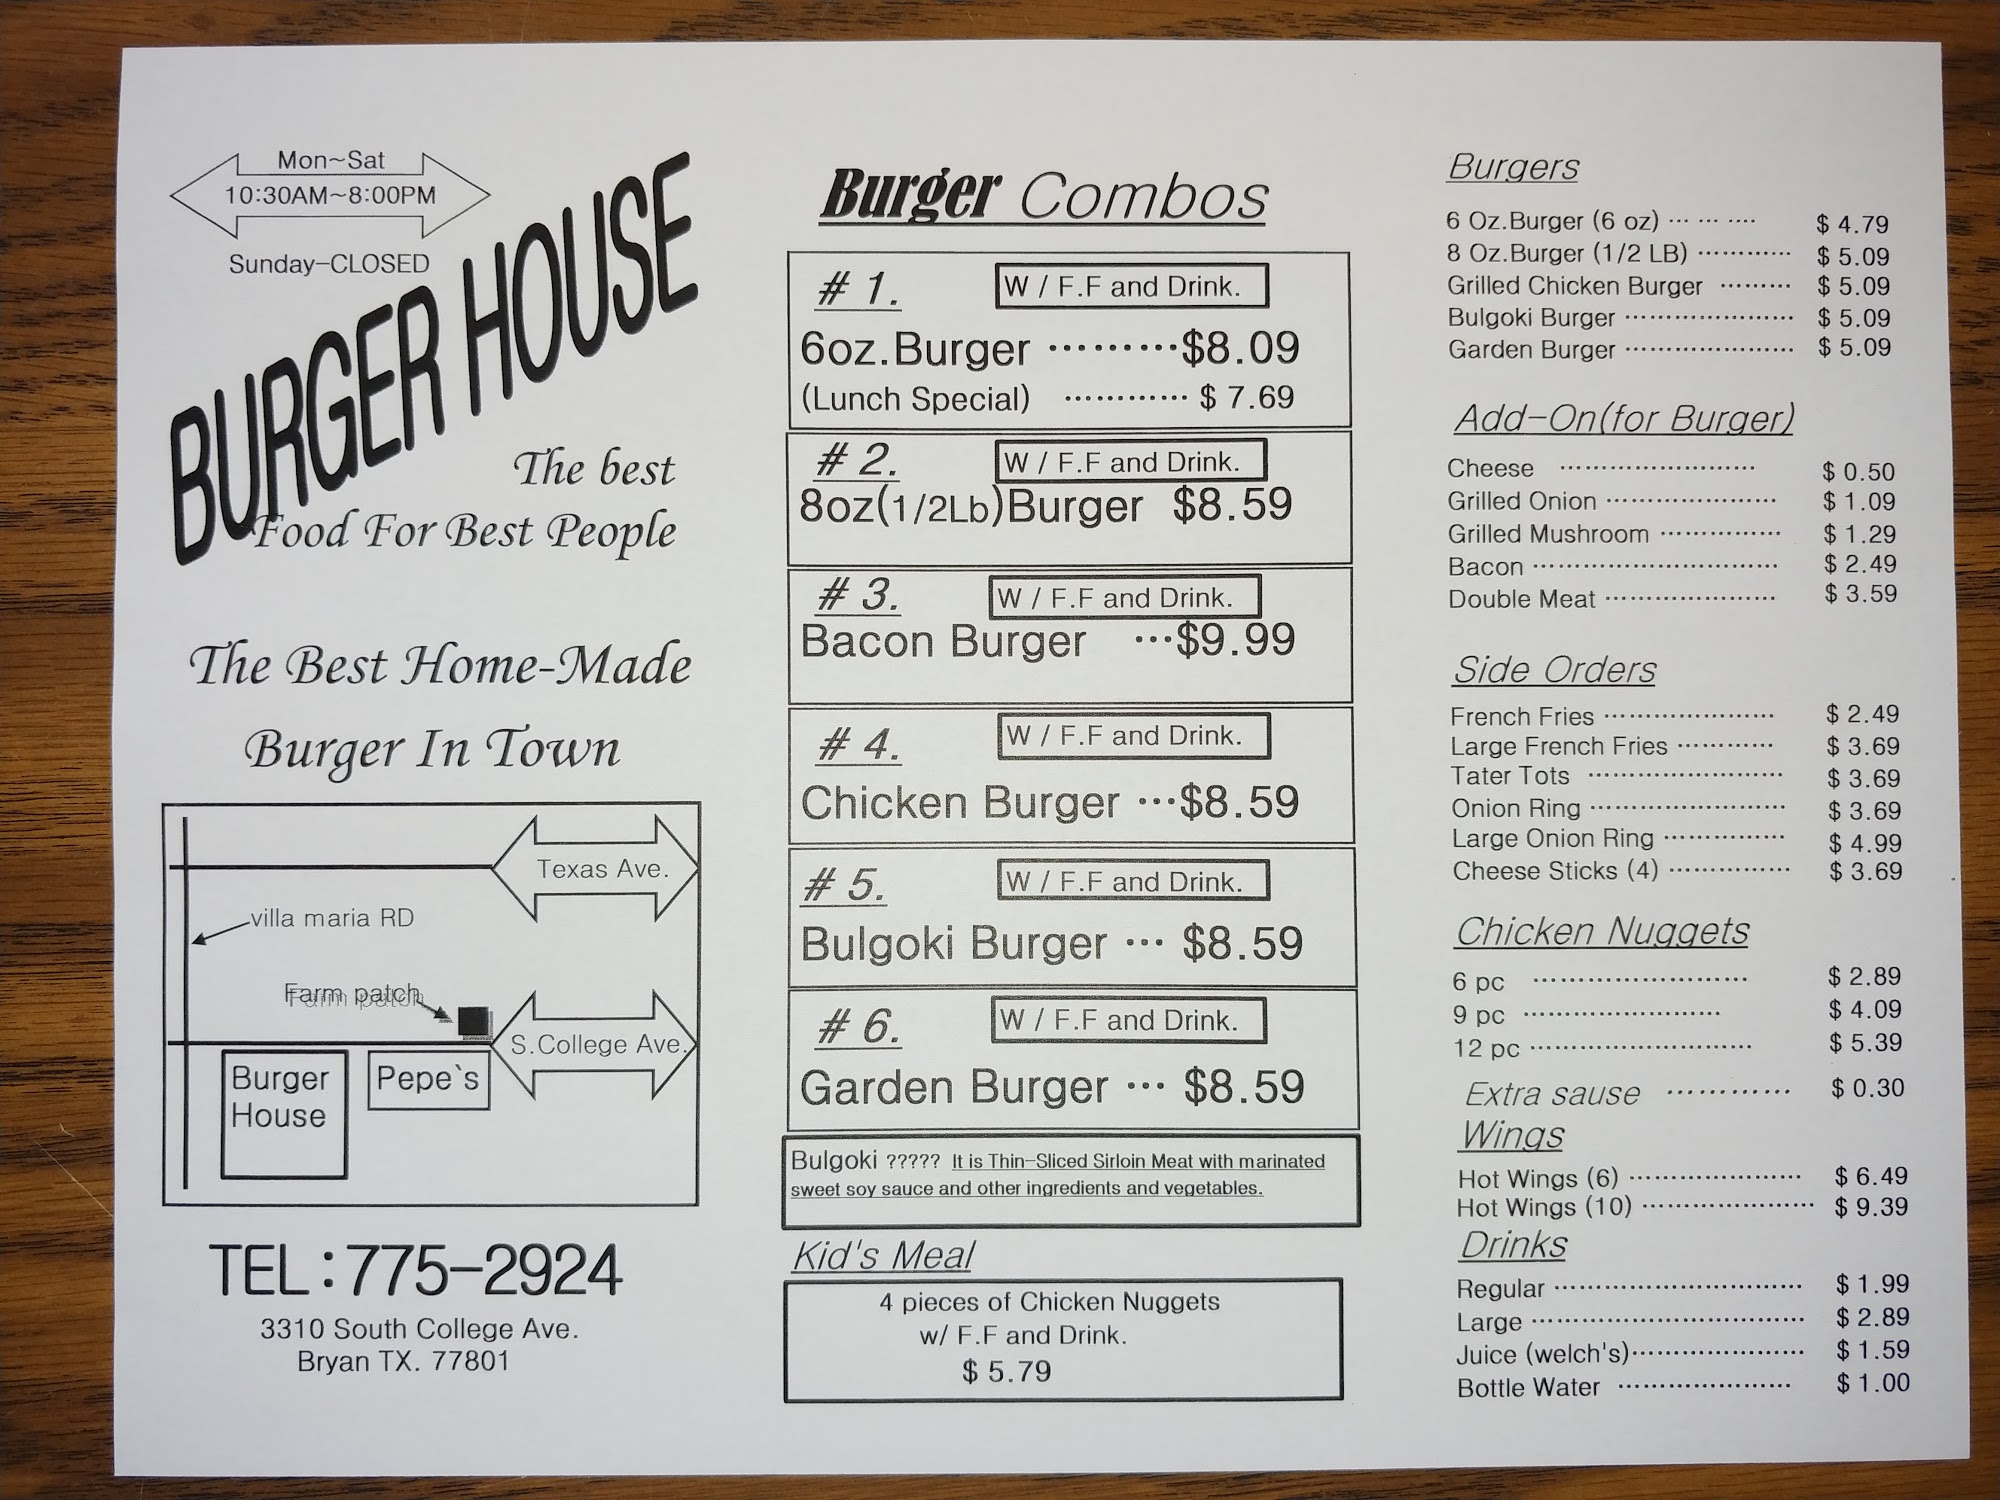 Mon~Sat
10:30AM~8:00PM
Sunday-CLOSED
BURGER HOUSE
The best
Food For Best People
The Best Home-Made
Burger In Town
Texas Ave.
villa maria RD
Farm patch
S.College Ave.
Burger
House
Pepe`s
TEL:775-2924
3310 South College Ave.
Bryan TX. 77801
Burger Combos
# 1. W / F.F and Drink.
6oz.Burger ·········$8.09
(Lunch Special) ············ $ 7.69
# 2. W / F.F and Drink.
8oz(1/2Lb)Burger $8.59
# 3. W / F.F and Drink.
Bacon Burger ···$9.99
# 4. W / F.F and Drink.
Chicken Burger ···$8.59
# 5. W / F.F and Drink.
Bulgoki Burger ··· $8.59
# 6. W / F.F and Drink.
Garden Burger ··· $8.59
Bulgoki ????? It is Thin-Sliced Sirloin Meat with marinated
sweet soy sauce and other ingredients and vegetables.
Kid's Meal
4 pieces of Chicken Nuggets
w/ F.F and Drink.
$ 5.79
Burgers
6 Oz.Burger (6 oz) ··· ··· ···· $ 4.79
8 Oz.Burger (1/2 LB) ············ $ 5.09
Grilled Chicken Burger ········· $ 5.09
Bulgoki Burger ····················· $ 5.09
Garden Burger ····················· $ 5.09
Add-On(for Burger)
Cheese ························ $ 0.50
Grilled Onion ····················· $ 1.09
Grilled Mushroom ··············· $ 1.29
Bacon ······························ $ 2.49
Double Meat ····················· $ 3.59
Side Orders
French Fries ····················· $ 2.49
Large French Fries ············ $ 3.69
Tater Tots ························ $ 3.69
Onion Ring ························ $ 3.69
Large Onion Ring ··············· $ 4.99
Cheese Sticks (4) ··············· $ 3.69
Chicken Nuggets
6 pc ··························· $ 2.89
9 pc ························ $ 4.09
12 pc ··························· $ 5.39
Extra sause ············ $ 0.30
Wings
Hot Wings (6) ····················· $ 6.49
Hot Wings (10) ····················· $ 9.39
Drinks
Regular ······························ $ 1.99
Large ································· $ 2.89
Juice (welch's)····················· $ 1.59
Bottle Water ····················· $ 1.00